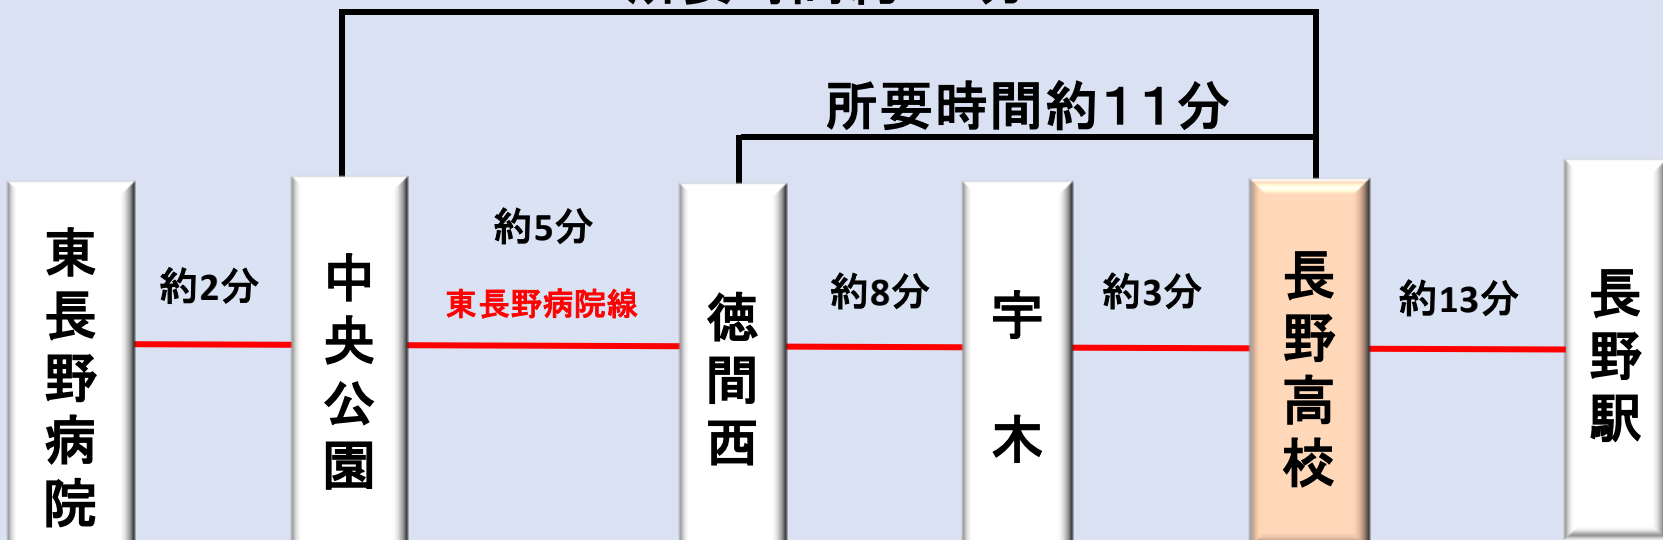 所要時間約11分
東長野病院
約2分
中央公園
約5分
東長野病院線
徳間西
約8分
宇木
約3分
長野高校
約13分
長野駅